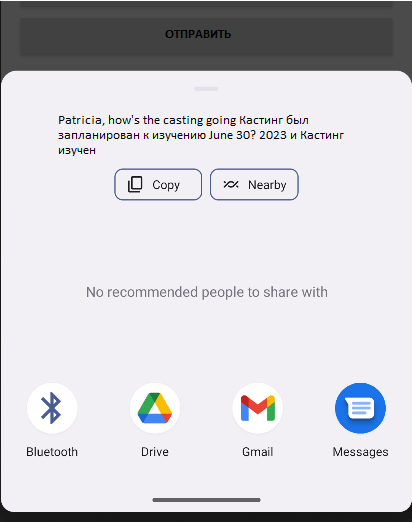 ОТПРАВИТЬ
Patricia, how's the casting going Кастинг был
запланирован к изучению June 30? 2023 и Кастинг
изучен
Copy
Nearby
No recommended people to share with
Bluetooth
Drive
Gmail
Messages